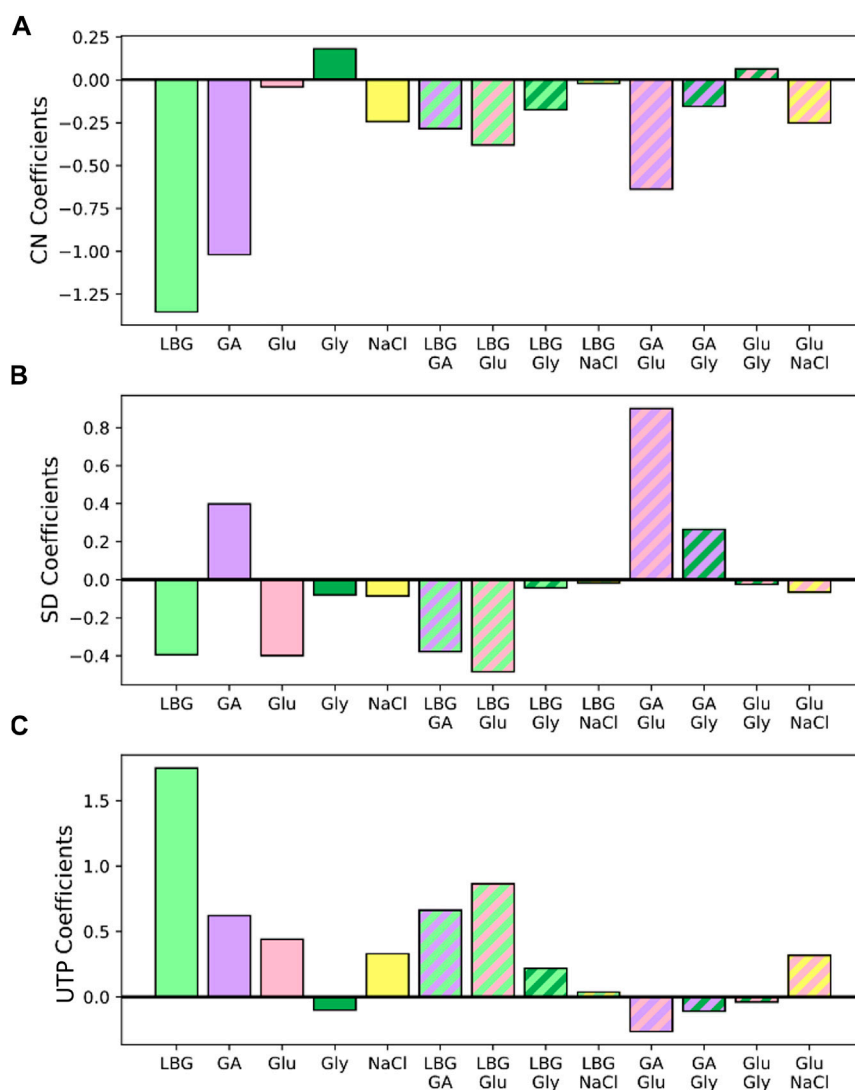 A
CN Coefficients
0.25
0.00
−0.25
−0.50
−0.75
−1.00
−1.25
LBG GA Glu Gly NaCl LBG LBG LBG LBG GA GA Glu Glu
GA Glu Gly NaCl Glu Gly Gly NaCl
B
SD Coefficients
0.8
0.6
0.4
0.2
0.0
−0.2
−0.4
LBG GA Glu Gly NaCl LBG LBG LBG LBG GA GA Glu Glu
GA Glu Gly NaCl Glu Gly Gly NaCl
C
UTP Coefficients
1.5
1.0
0.5
0.0
LBG GA Glu Gly NaCl LBG LBG LBG LBG GA GA Glu Glu
GA Glu Gly NaCl Glu Gly Gly NaCl